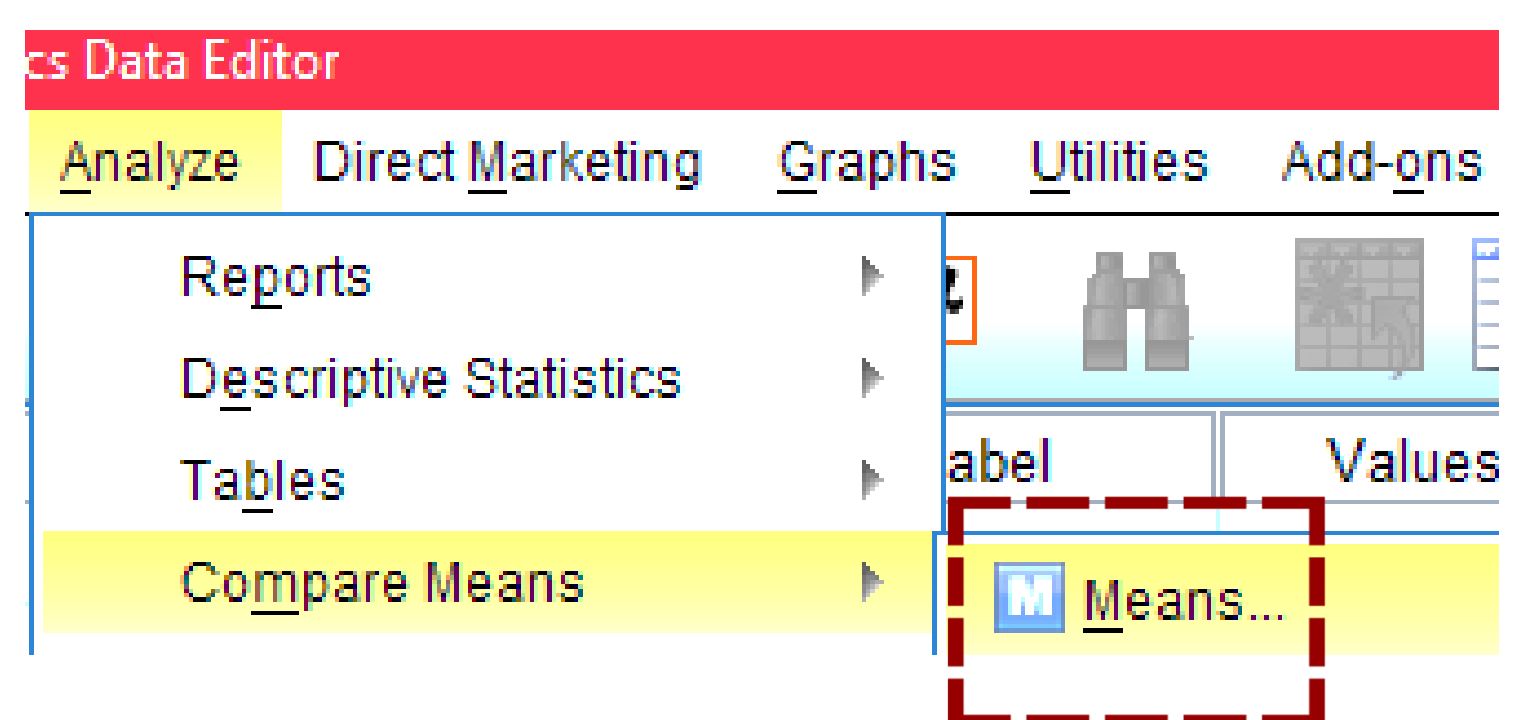 cs Data Editor
Analyze Direct Marketing Graphs Utilities Add-ons
Reports
Descriptive Statistics
Tables
abel Values
Compare Means
M Means...